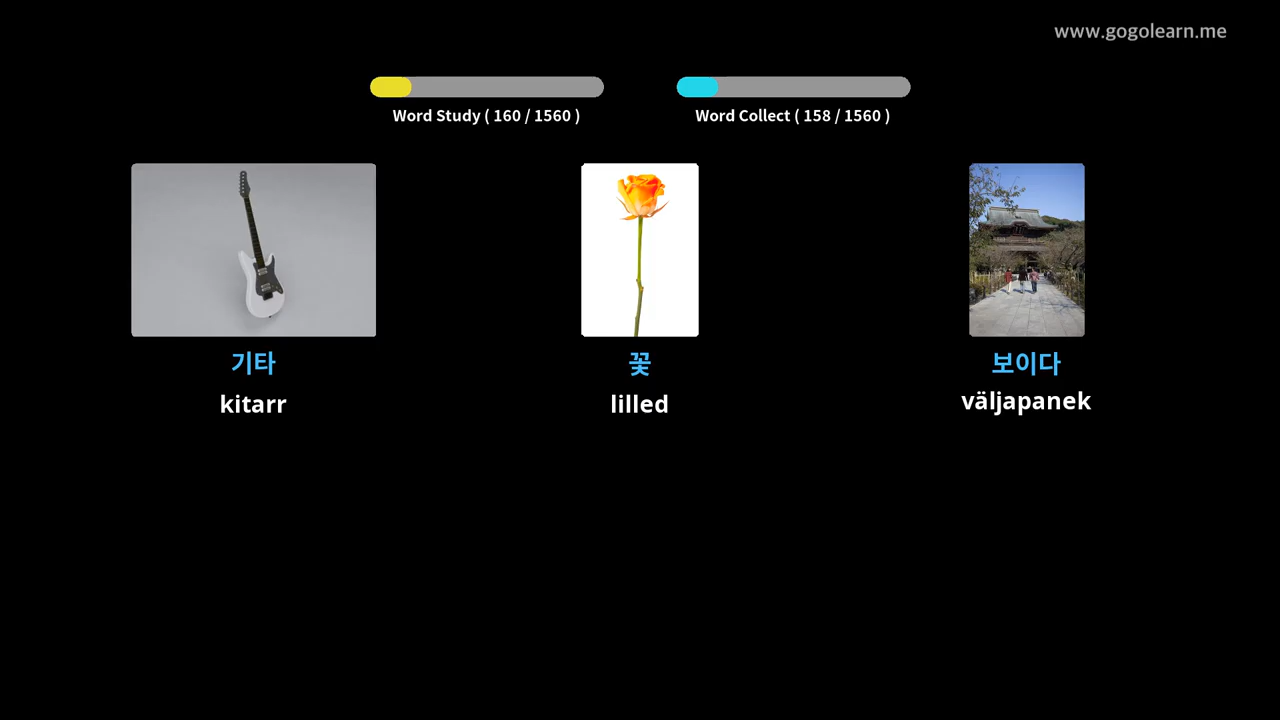 www.gogolearn.me
Word Study ( 160 / 1560 )
Word Collect ( 158 / 1560 )
기타
kitarr
꽃
lilled
보이다
väljapanek